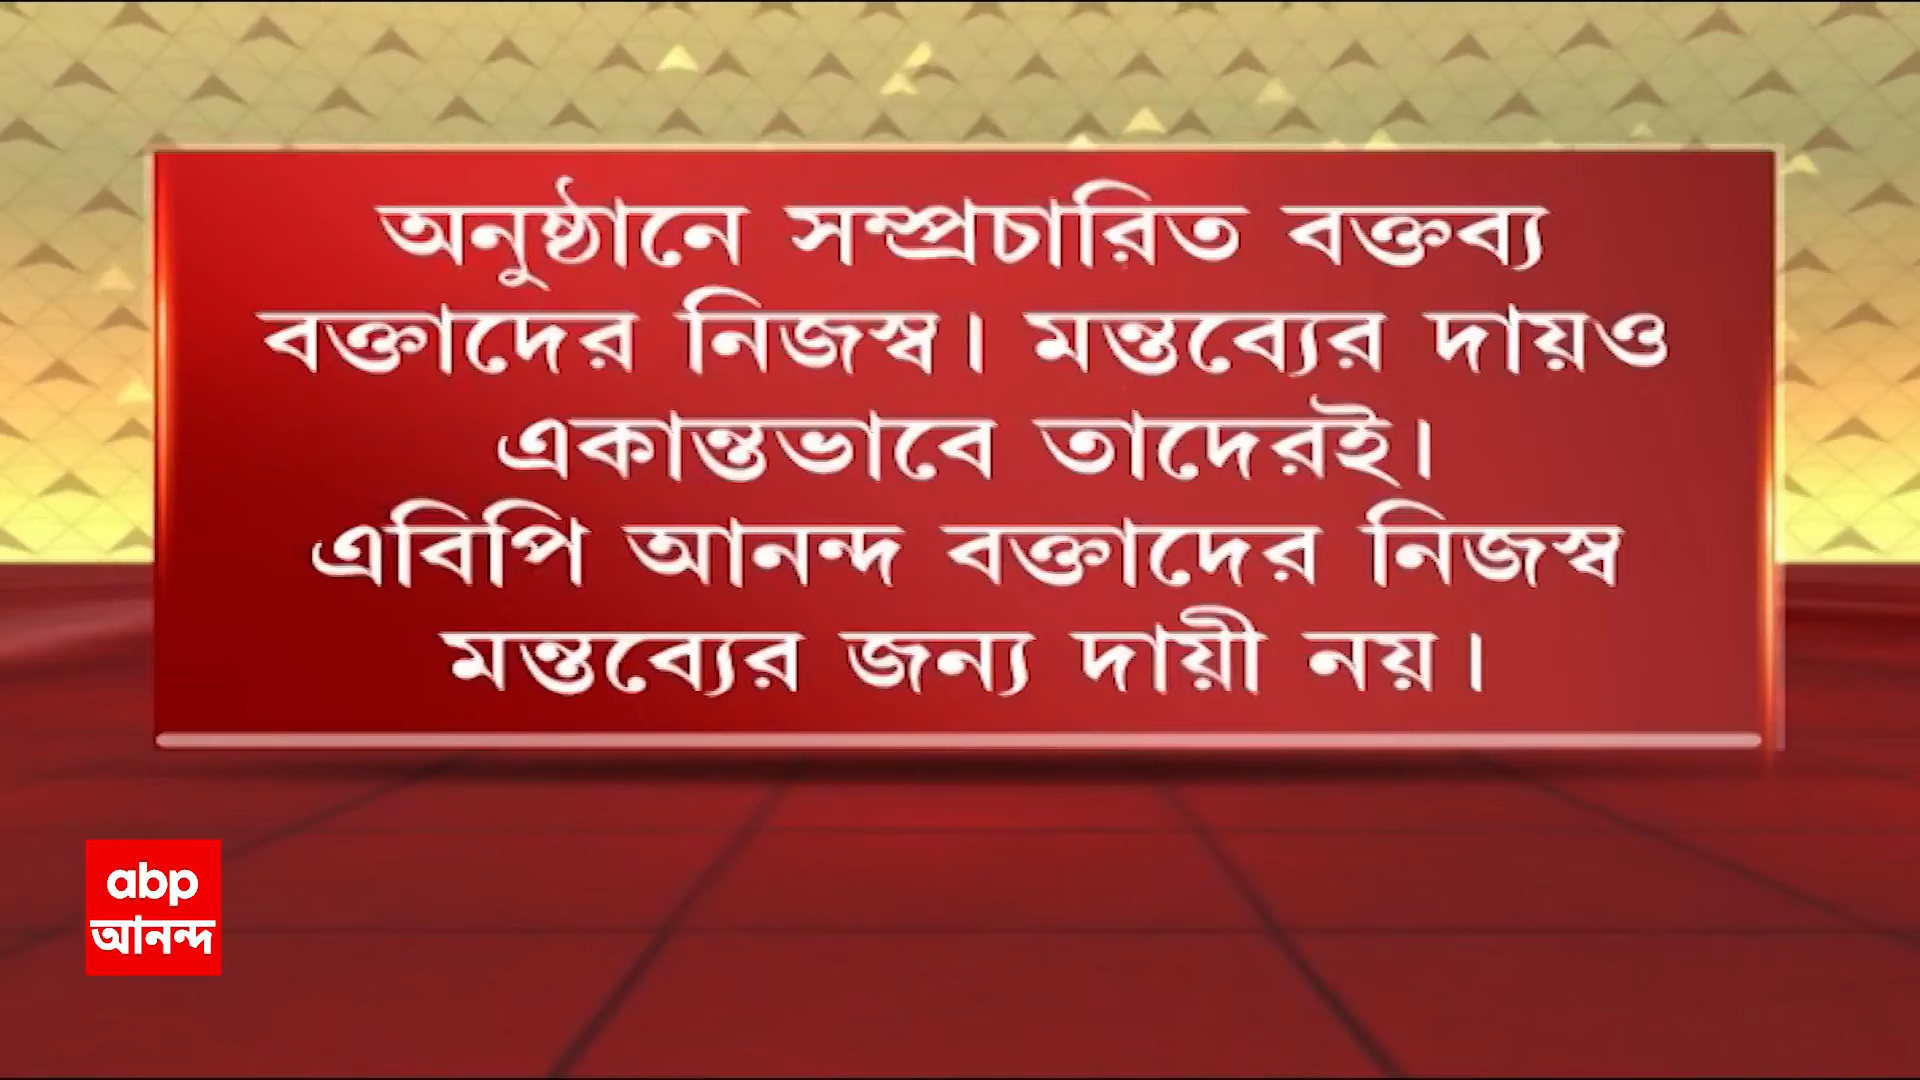 অনুষ্ঠানে সম্প্রচারিত বক্তব্য
বক্তাদের নিজস্ব। মন্তব্যের দায়ও
একান্তভাবে তাদেরই।
এবিপি আনন্দ বক্তাদের নিজস্ব
মন্তব্যের জন্য দায়ী নয়।
abp
আনন্দ